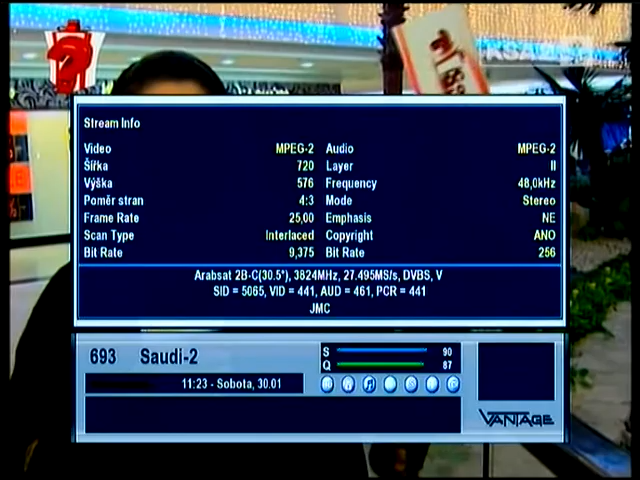 KSA
Stream Info
Video MPEG-2 Audio MPEG-2
Šířka 720 Layer II
Výška 576 Frequency 48,0kHz
Poměr stran 4:3 Mode Stereo
Frame Rate 25,00 Emphasis NE
Scan Type Interlaced Copyright ANO
Bit Rate 9,375 Bit Rate 256
Arabsat 2B-C(30.5°), 3824MHz, 27.495MS/s, DVBS, V
SID = 5065, VID = 441, AUD = 461, PCR = 441
JMC
693 Saudi-2
S 90
Q 87
11:23 - Sobota, 30.01
VANTAGE